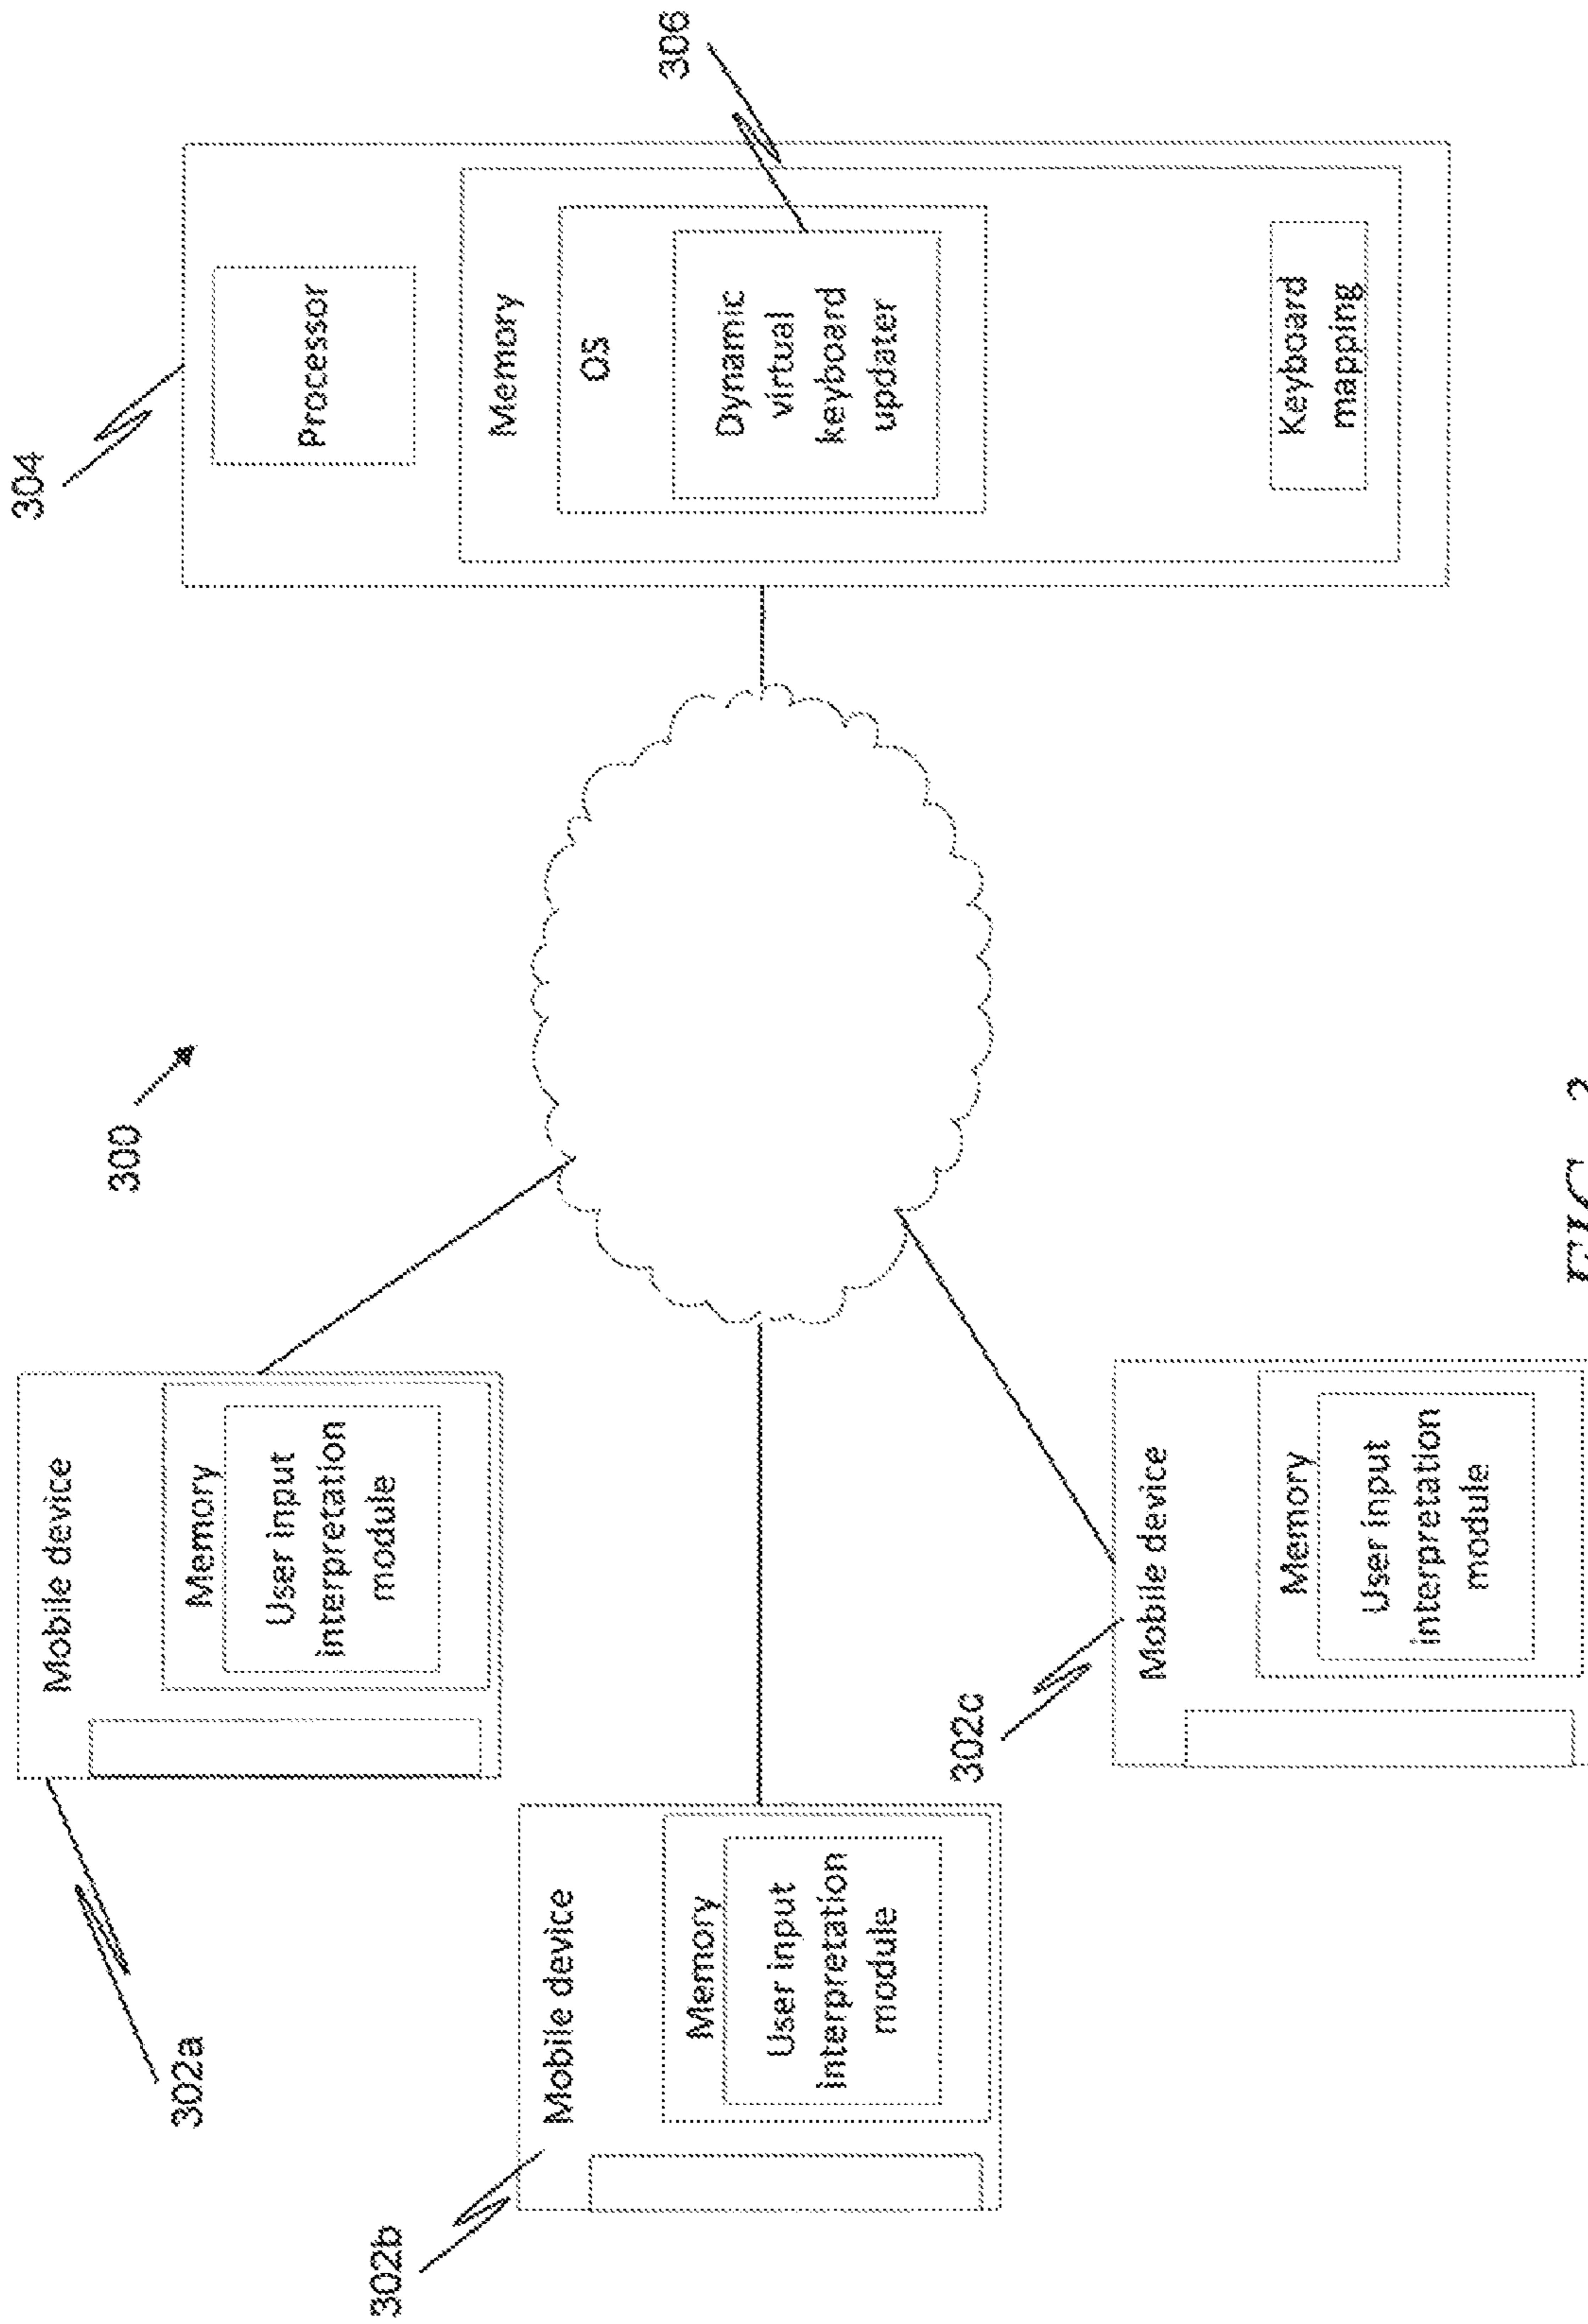 300
302a
Mobile device
Memory
User input
interpretation
module
302b
Mobile device
Memory
User input
interpretation
module
302c
Mobile device
Memory
User input
interpretation
module
304
Processor
Memory
OS
Dynamic
virtual
keyboard
updater
306
Keyboard
mapping
FIG.